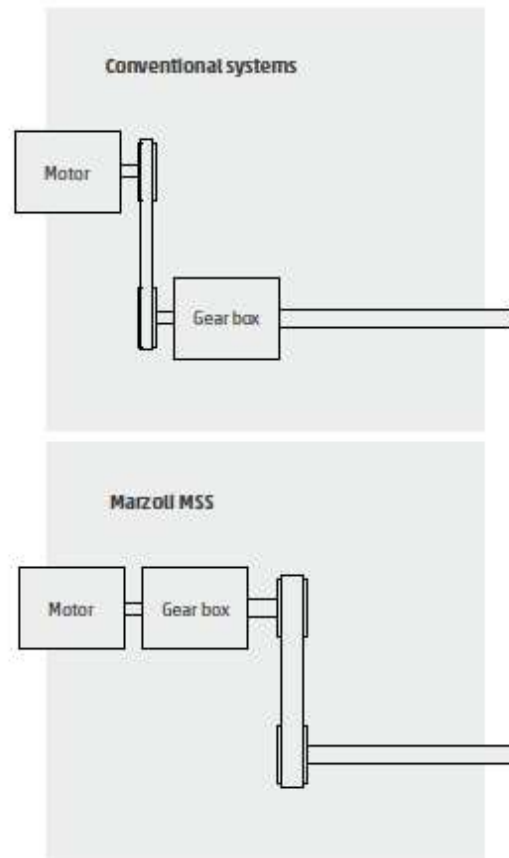 Conventional systems
Motor
Gear box
Marzoli MSS
Motor
Gear box